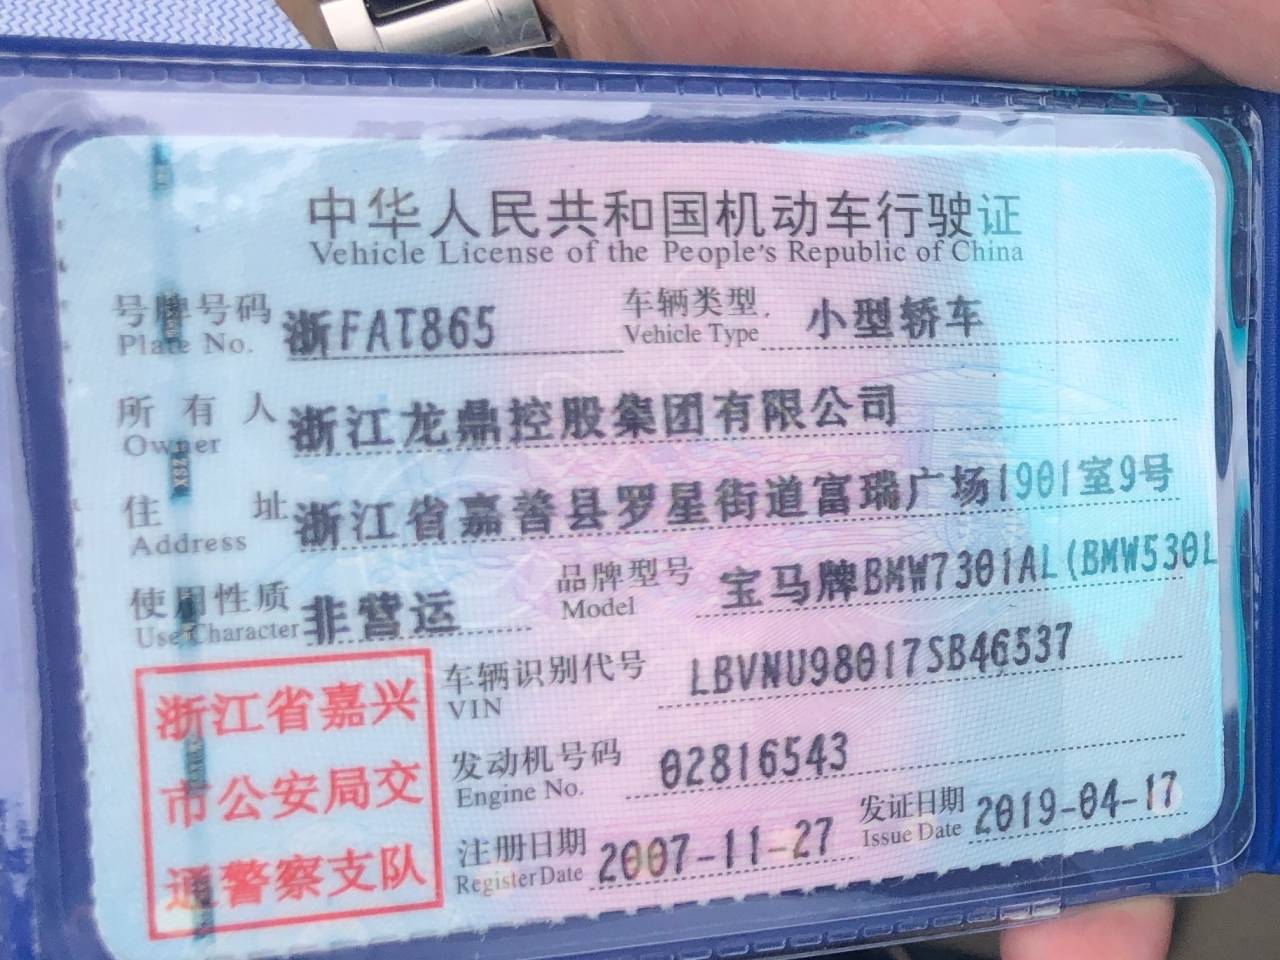 中华人民共和国机动车行驶证
Vehicle License of the People's Republic of China
号牌号码 浙FAT865 车辆类型 小型轿车
Plate No. Vehicle Type
所有人 浙江龙鼎控股集团有限公司
Owner
住址 浙江省嘉善县罗星街道富瑞广场1901室9号
Address
使用性质 非营运 品牌型号 宝马牌BMW7301AL(BMW530L
Use Character Model
浙江省嘉兴
市公安局交
通警察支队
车辆识别代号 LBVNU98017SB46537
VIN
发动机号码 02816543
Engine No.
注册日期 2007-11-27 发证日期 2019-04-17
Register Date Issue Date